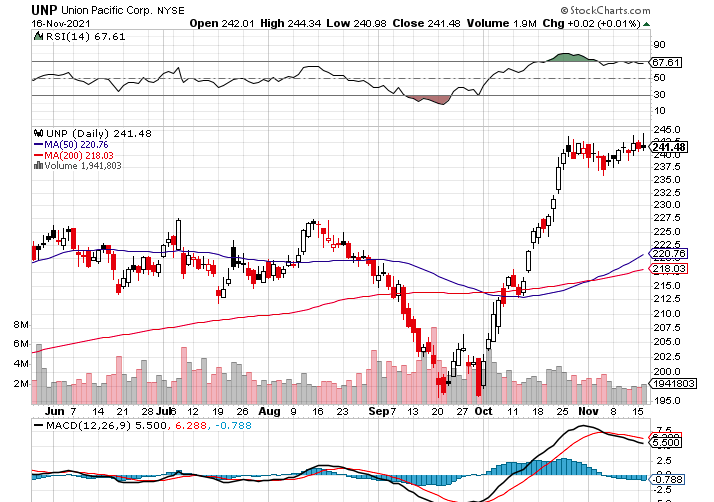 UNP Union Pacific Corp. NYSE © StockCharts.com
16-Nov-2021 Open 242.01 High 244.34 Low 240.98 Close 241.48 Volume 1.9M Chg +0.02 (+0.01%)
RSI(14) 67.61
90
67.61
50
30
10
UNP (Daily) 241.48
MA(50) 220.76
MA(200) 218.03
Volume 1,941,803
245.0
241.48
240.0
237.5
235.0
232.5
230.0
227.5
225.0
222.5
220.76
218.03
215.0
212.5
210.0
207.5
205.0
202.5
200.0
1941803
195.0
8M
6M
4M
2M
Jun 7 14 21 28 Jul 6 12 19 26 Aug 9 16 23 Sep 7 13 20 27 Oct 11 18 25 Nov 8 15
MACD(12,26,9) 5.500, 6.288, -0.788
7.5
5.500
2.5
0.0
-0.788